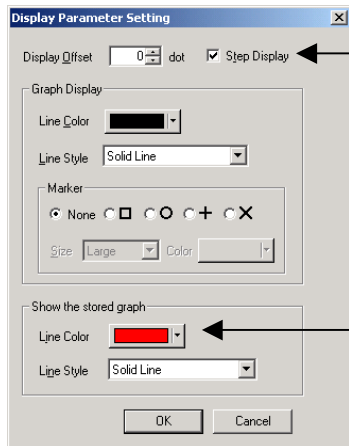 Display Parameter Setting
Display Offset 0 dot Step Display
Graph Display
Line Color
Line Style Solid Line
Marker
None
Size Large Color
Show the stored graph
Line Color
Line Style Solid Line
OK Cancel